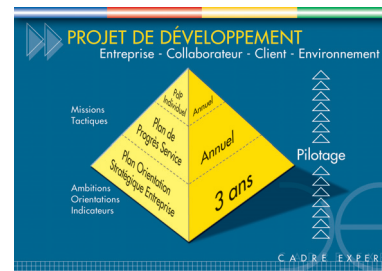 PROJET DE DÉVELOPPEMENT
Entreprise - Collaborateur - Client - Environnement
PdP
Individuel
Annuel
Missions
Tactiques
Plan de
Progrès Service
Annuel
Pilotage
Plan Orientation
Stratégique Entreprise
3 ans
Ambitions
Orientations
Indicateurs
CADRE EXPER